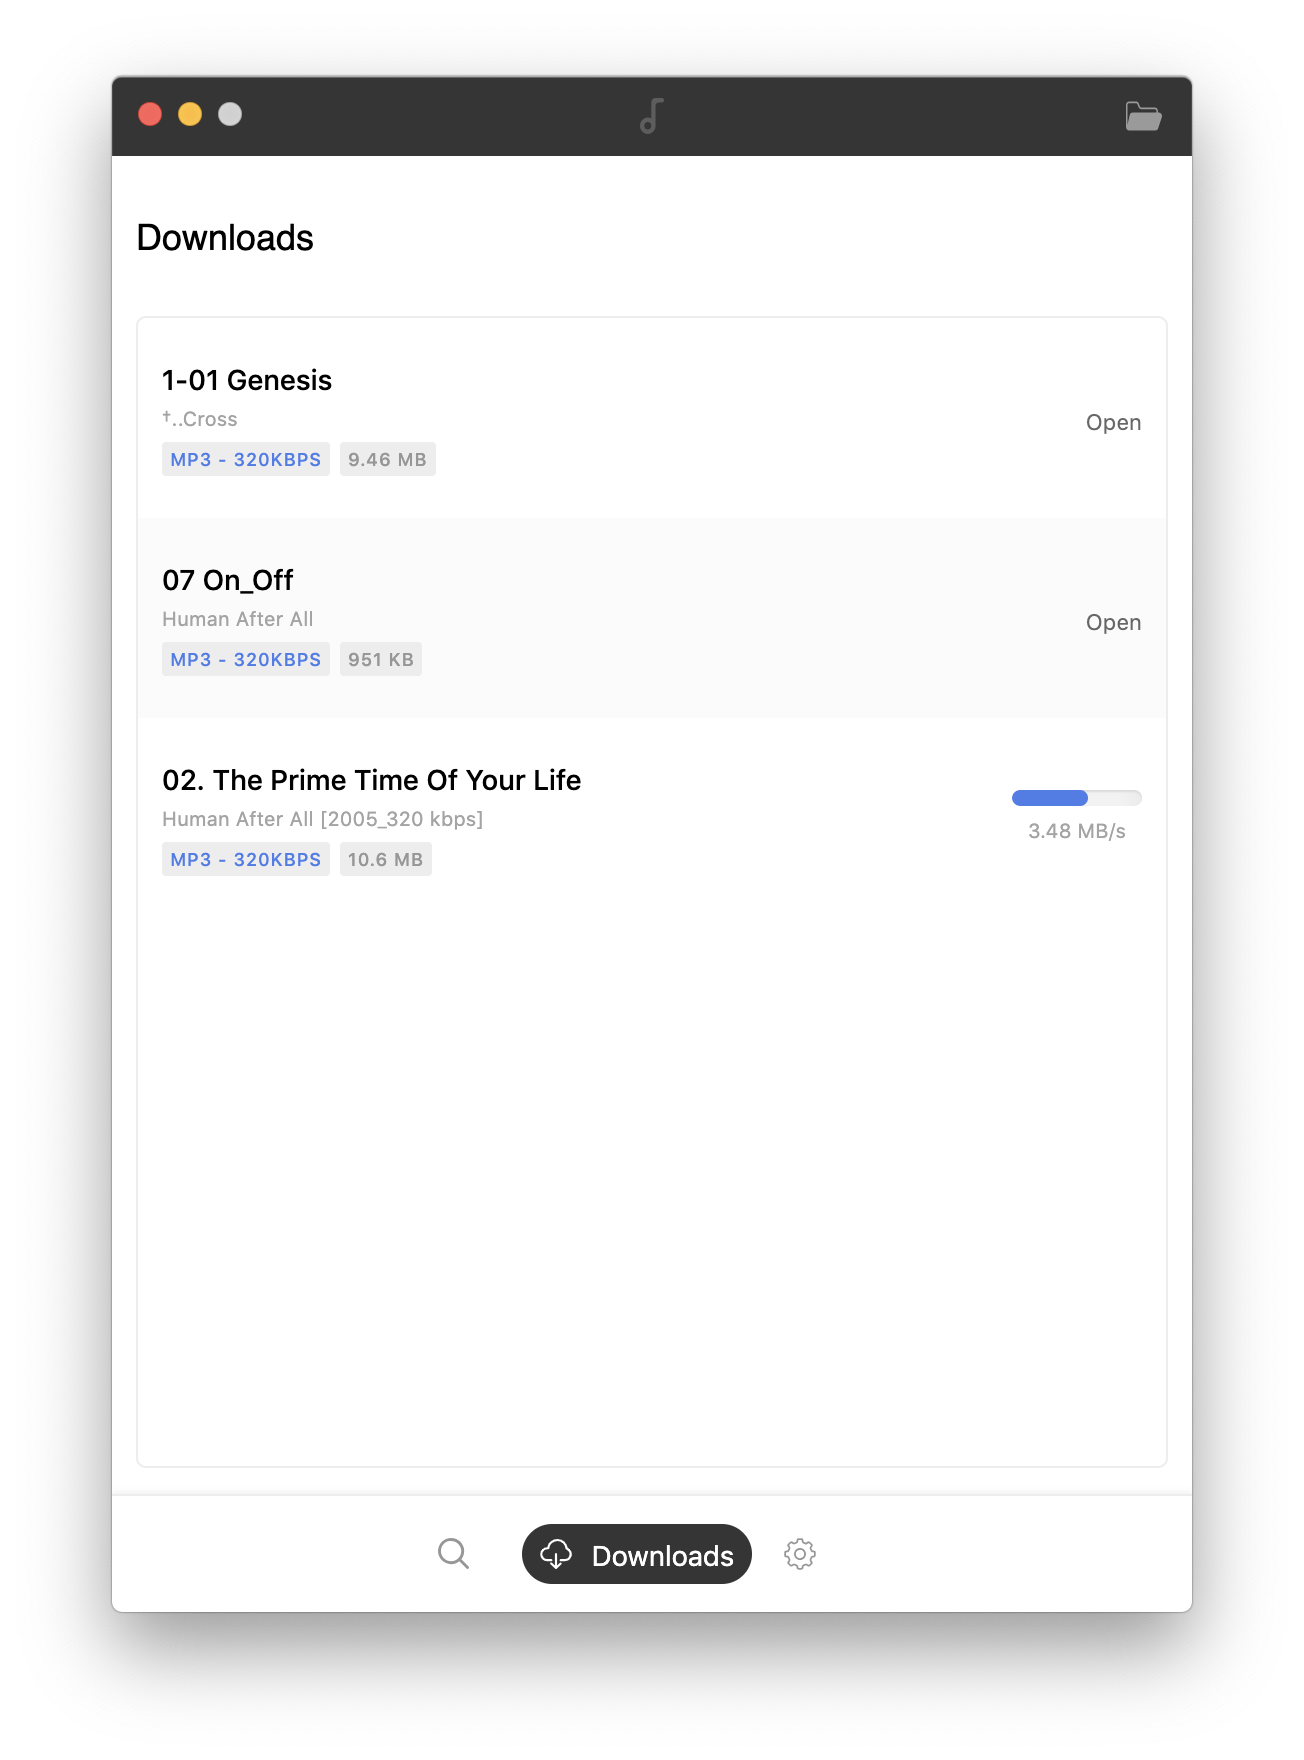 Downloads
1-01 Genesis
†..Cross
Open
MP3 - 320KBPS 9.46 MB
07 On_Off
Human After All
Open
MP3 - 320KBPS 951 KB
02. The Prime Time Of Your Life
Human After All [2005_320 kbps]
3.48 MB/s
MP3 - 320KBPS 10.6 MB
Downloads